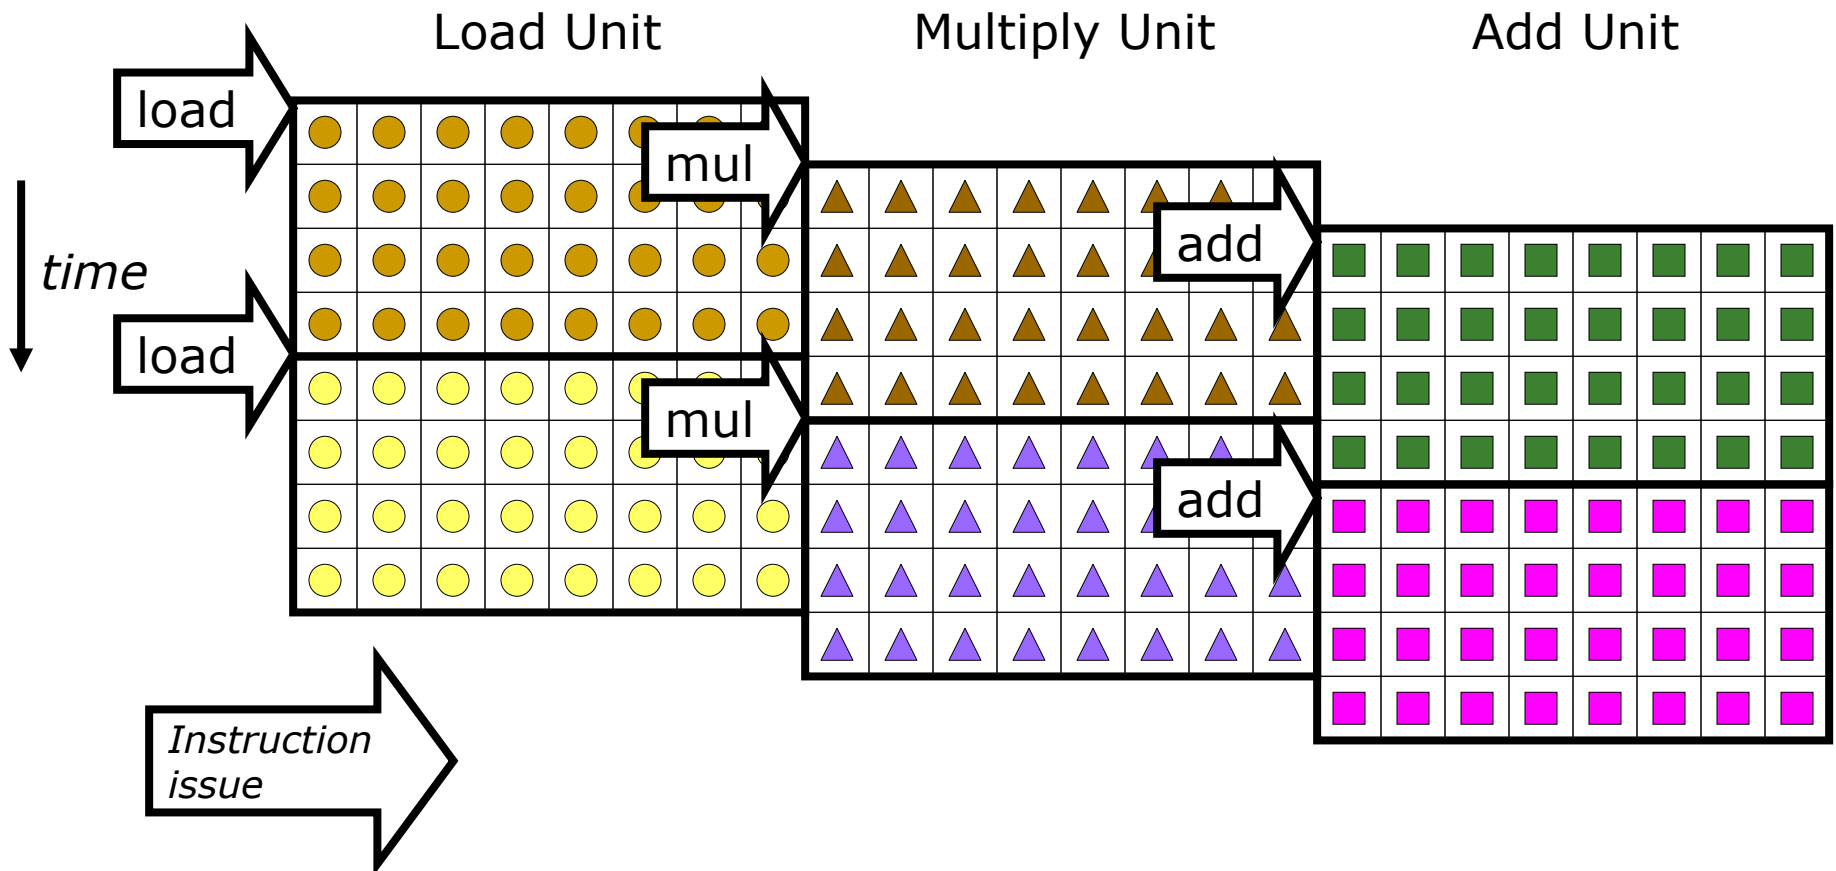 Load Unit
Multiply Unit
Add Unit
load
mul
add
time
load
mul
add
Instruction
issue